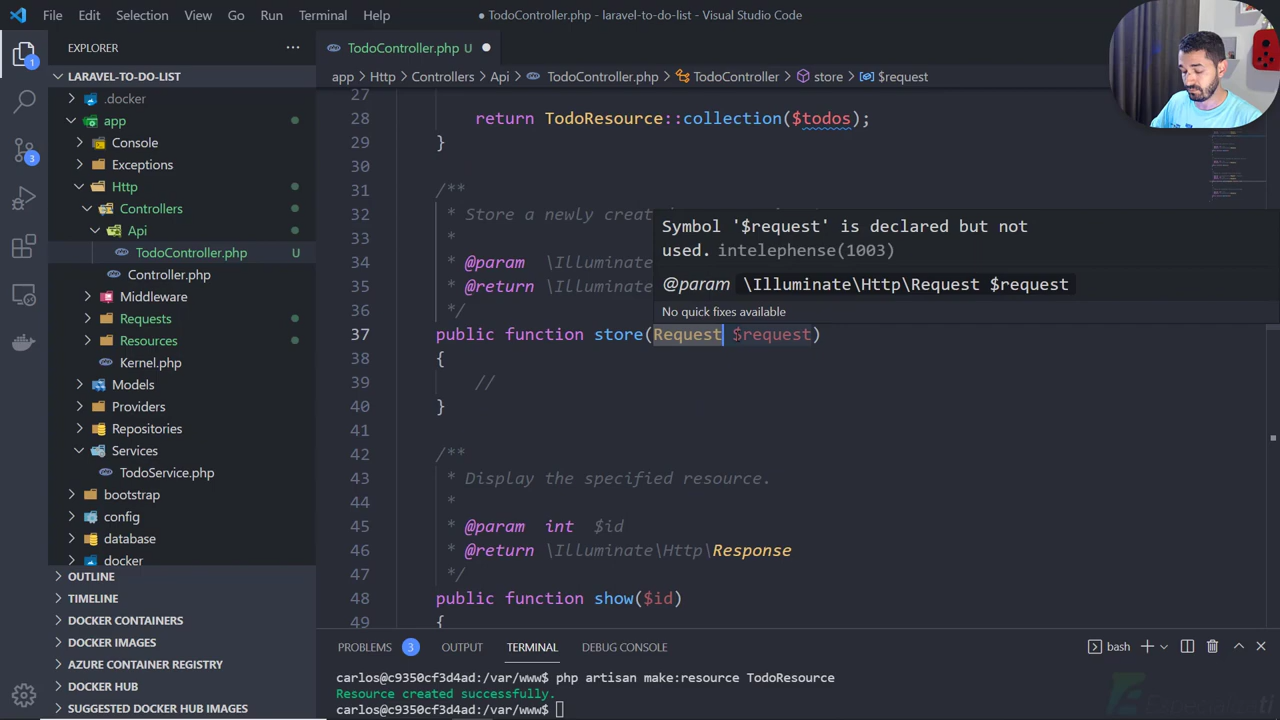 File Edit Selection View Go Run Terminal Help
● TodoController.php - laravel-to-do-list - Visual Studio Code
EXPLORER ...
LARAVEL-TO-DO-LIST
.docker
app
Console
Exceptions
Http
Controllers
Api
TodoController.php U
Controller.php
Middleware
Requests
Resources
Kernel.php
Models
Providers
Repositories
Services
TodoService.php
bootstrap
config
database
docker
OUTLINE
TIMELINE
DOCKER CONTAINERS
DOCKER IMAGES
AZURE CONTAINER REGISTRY
DOCKER HUB
SUGGESTED DOCKER HUB IMAGES
1
3
TodoController.php U ●
app > Http > Controllers > Api > TodoController.php > TodoController > store > $request
27
28 return TodoResource::collection($todos);
29 }
30
31 /**
32 * Store a newly creat
33 *
34 * @param \Illuminate
35 * @return \Illuminate
36 */
37 public function store(Request $request)
38 {
39 //
40 }
41
42 /**
43 * Display the specified resource.
44 *
45 * @param int $id
46 * @return \Illuminate\Http\Response
47 */
48 public function show($id)
49 {
Symbol '$request' is declared but not
used. intelephense(1003)
@param \Illuminate\Http\Request $request
No quick fixes available
PROBLEMS 3 OUTPUT TERMINAL DEBUG CONSOLE
bash
carlos@c9350cf3d4ad:/var/www$ php artisan make:resource TodoResource
Resource created successfully.
carlos@c9350cf3d4ad:/var/www$